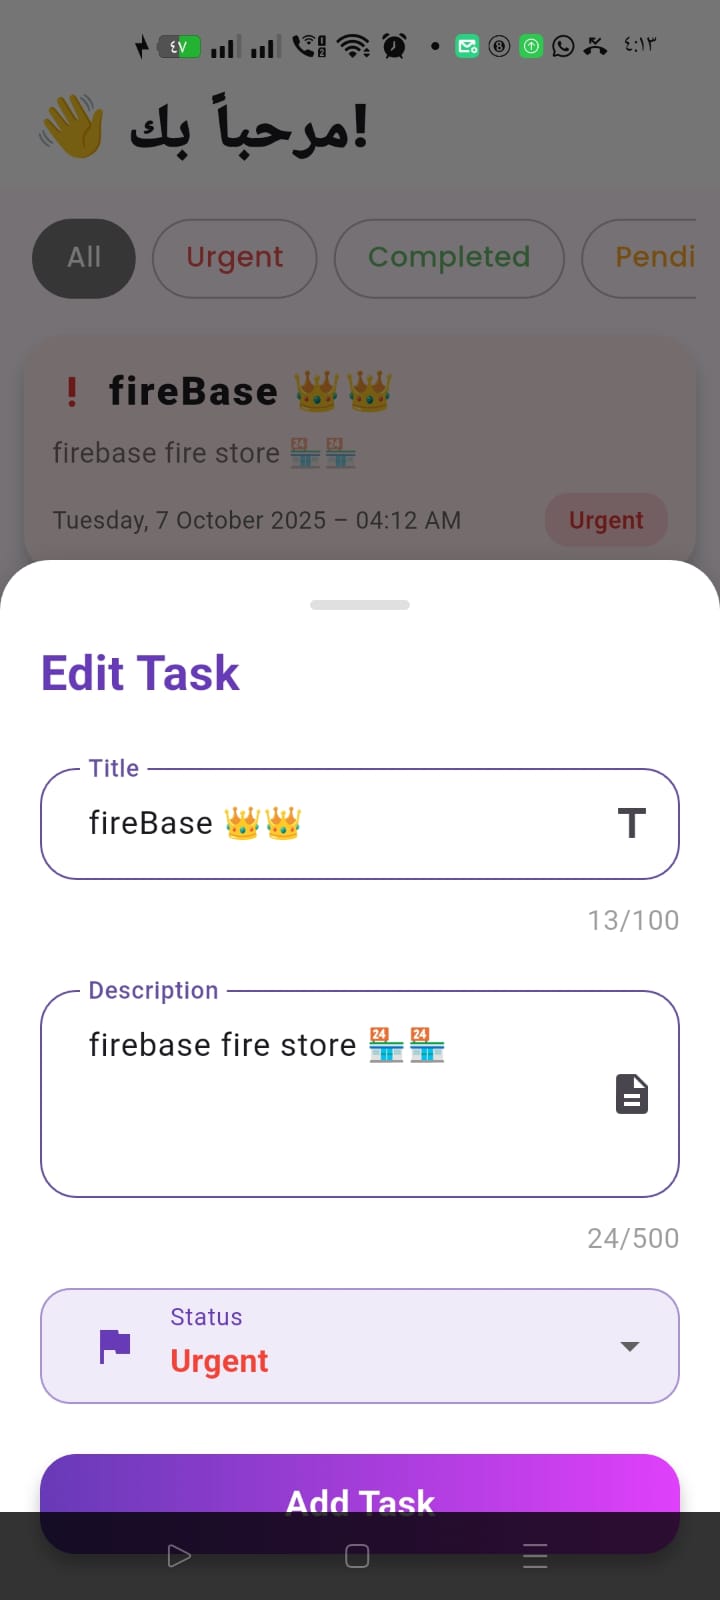 ٤٧ ٤:١٣
👋 مرحباً بك!
All Urgent Completed Pendi
❗ fireBase 👑👑
firebase fire store 🏪🏪
Tuesday, 7 October 2025 – 04:12 AM Urgent
Edit Task
Title
fireBase 👑👑
13/100
Description
firebase fire store 🏪🏪
24/500
Status
Urgent
Add Task